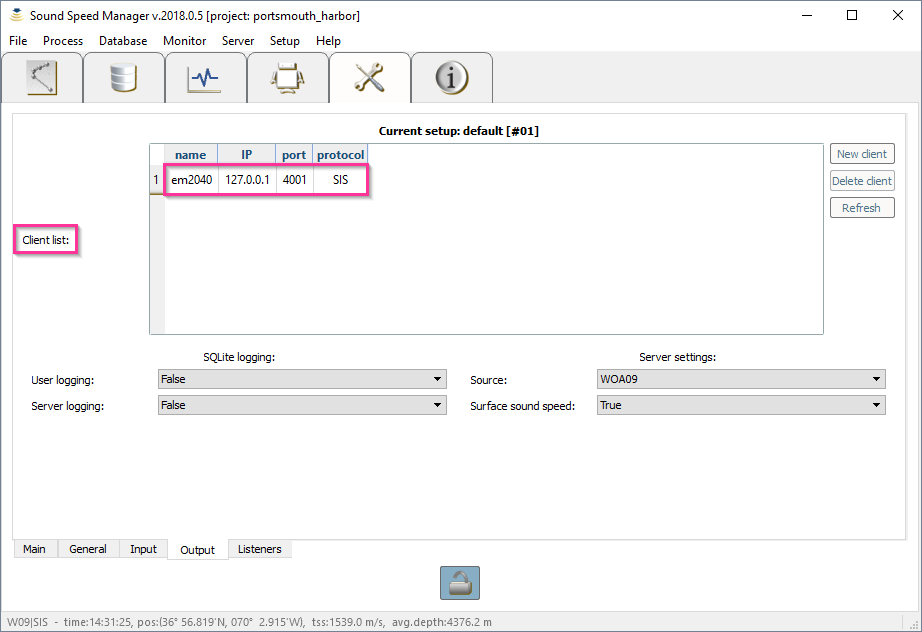 Sound Speed Manager v.2018.0.5 [project: portsmouth_harbor]
File Process Database Monitor Server Setup Help
Current setup: default [#01]
name IP port protocol
1 em2040 127.0.0.1 4001 SIS
New client
Delete client
Refresh
Client list:
SQLite logging:
Server settings:
User logging: False
Source: WOA09
Server logging: False
Surface sound speed: True
Main General Input Output Listeners
W09|SIS - time:14:31:25, pos:(36° 56.819'N, 070° 2.915'W), tss:1539.0 m/s, avg.depth:4376.2 m